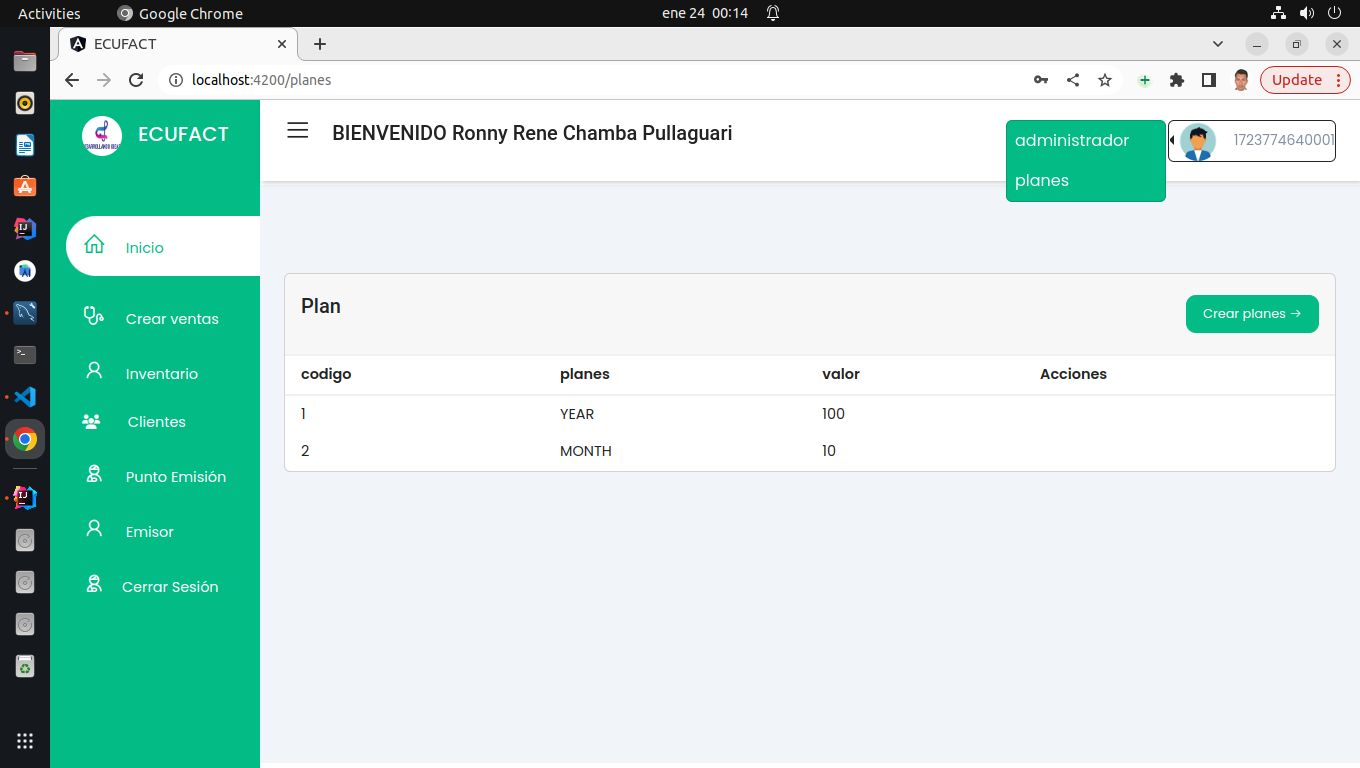 Activities Google Chrome ene 24 00:14
ECUFACT
localhost:4200/planes Update
ECUFACT
BIENVENIDO Ronny Rene Chamba Pullaguari
administrador
planes
1723774640001
Inicio
Crear ventas
Inventario
Clientes
Punto Emisión
Emisor
Cerrar Sesión
Plan
Crear planes →
codigo planes valor Acciones
1 YEAR 100
2 MONTH 10